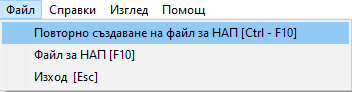 Файл Справки Изглед Помощ
Повторно създаване на файл за НАП [Ctrl - F10]
Файл за НАП [F10]
Изход [Esc]